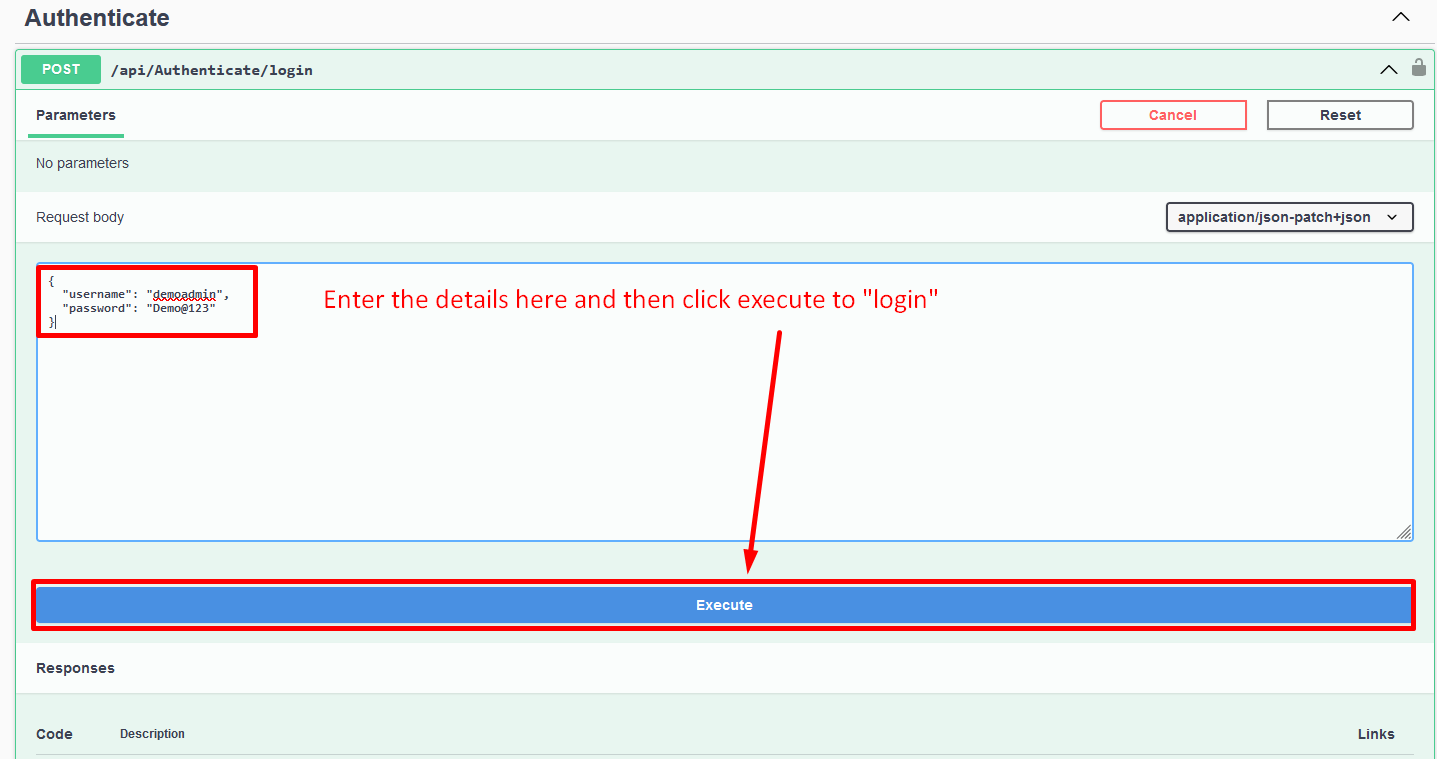 Authenticate
POST /api/Authenticate/login
Parameters Cancel Reset
No parameters
Request body application/json-patch+json
{
"username": "demoadmin",
"password": "Demo@123"
}
Enter the details here and then click execute to "login"
Execute
Responses
Code Description Links